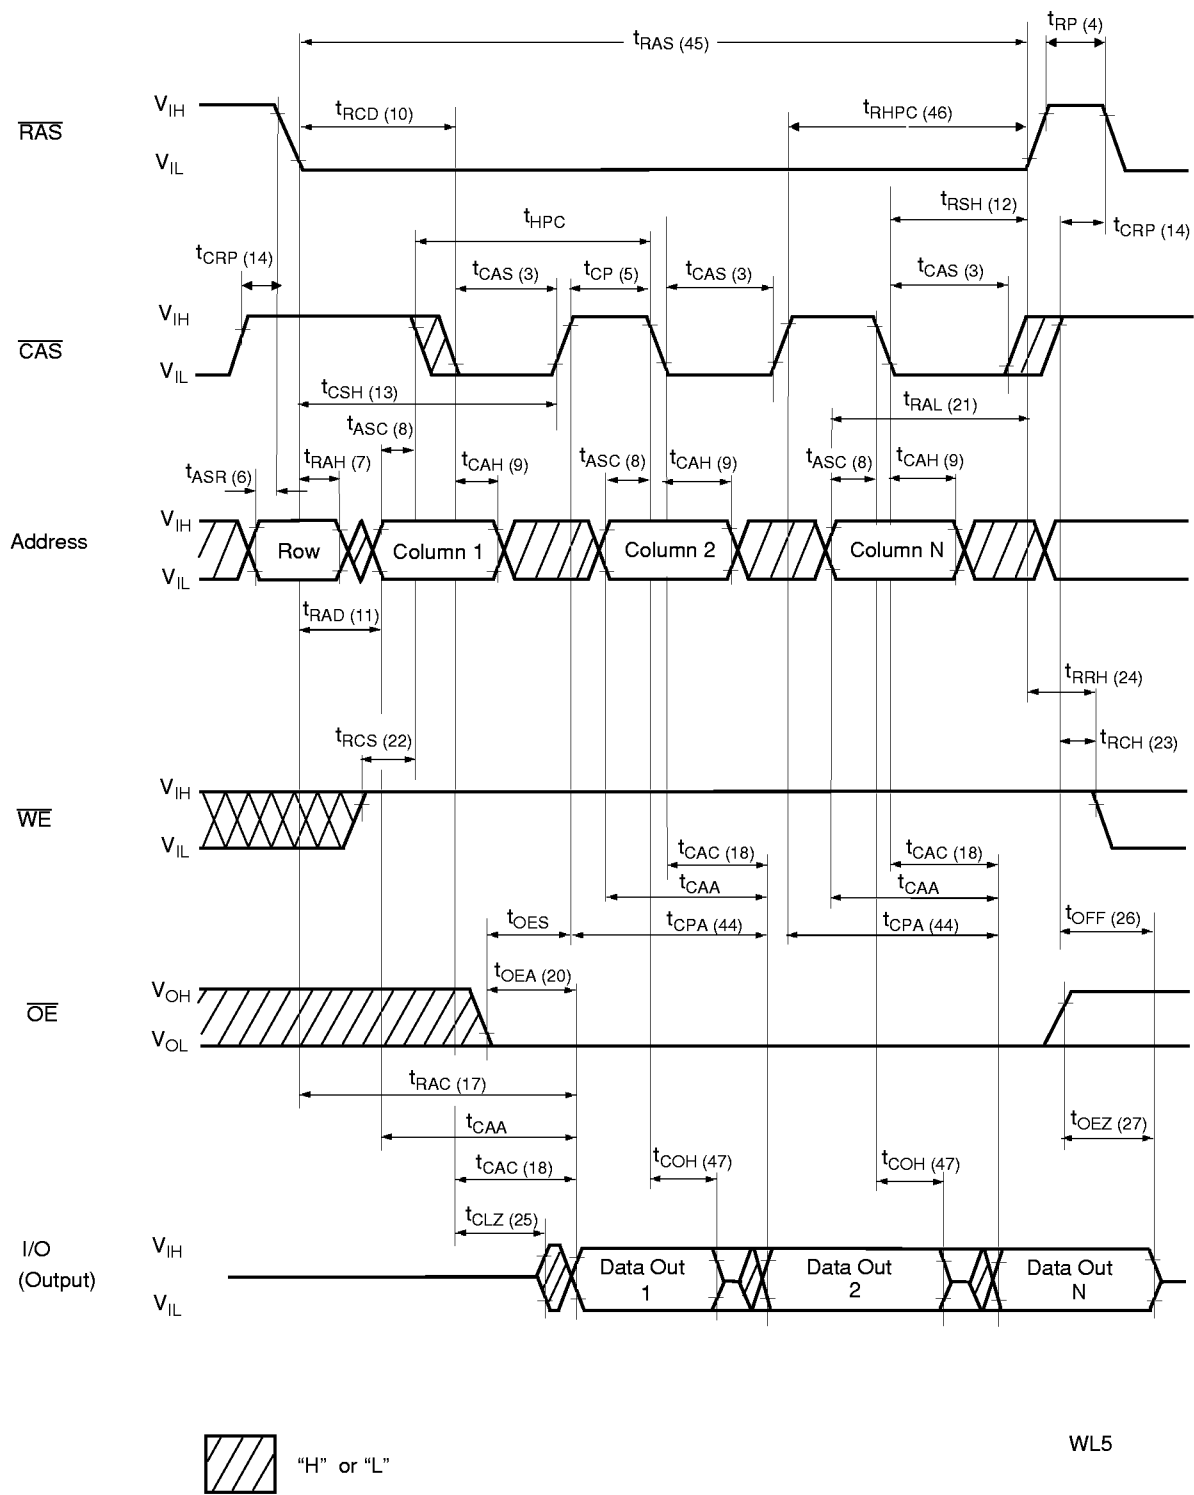 tRAS (45)
tRP (4)
VIH
tRCD (10)
tRHPC (46)
RAS
VIL
tRSH (12)
tHPC
tCRP (14)
tCRP (14)
tCAS (3)
tCP (5)
tCAS (3)
tCAS (3)
VIH
CAS
VIL
tCSH (13)
tRAL (21)
tASC (8)
tASR (6)
tRAH (7)
tCAH (9)
tASC (8)
tCAH (9)
tASC (8)
tCAH (9)
VIH
Address
Row
Column 1
Column 2
Column N
VIL
tRAD (11)
tRRH (24)
tRCS (22)
tRCH (23)
VIH
WE
VIL
tCAC (18)
tCAC (18)
tCAA
tCAA
tOES
tCPA (44)
tCPA (44)
tOFF (26)
tOEA (20)
VOH
OE
VOL
tRAC (17)
tCAA
tOEZ (27)
tCAC (18)
tCOH (47)
tCOH (47)
tCLZ (25)
I/O
(Output)
VIH
VIL
Data Out
1
Data Out
2
Data Out
N
WL5
“H” or “L”